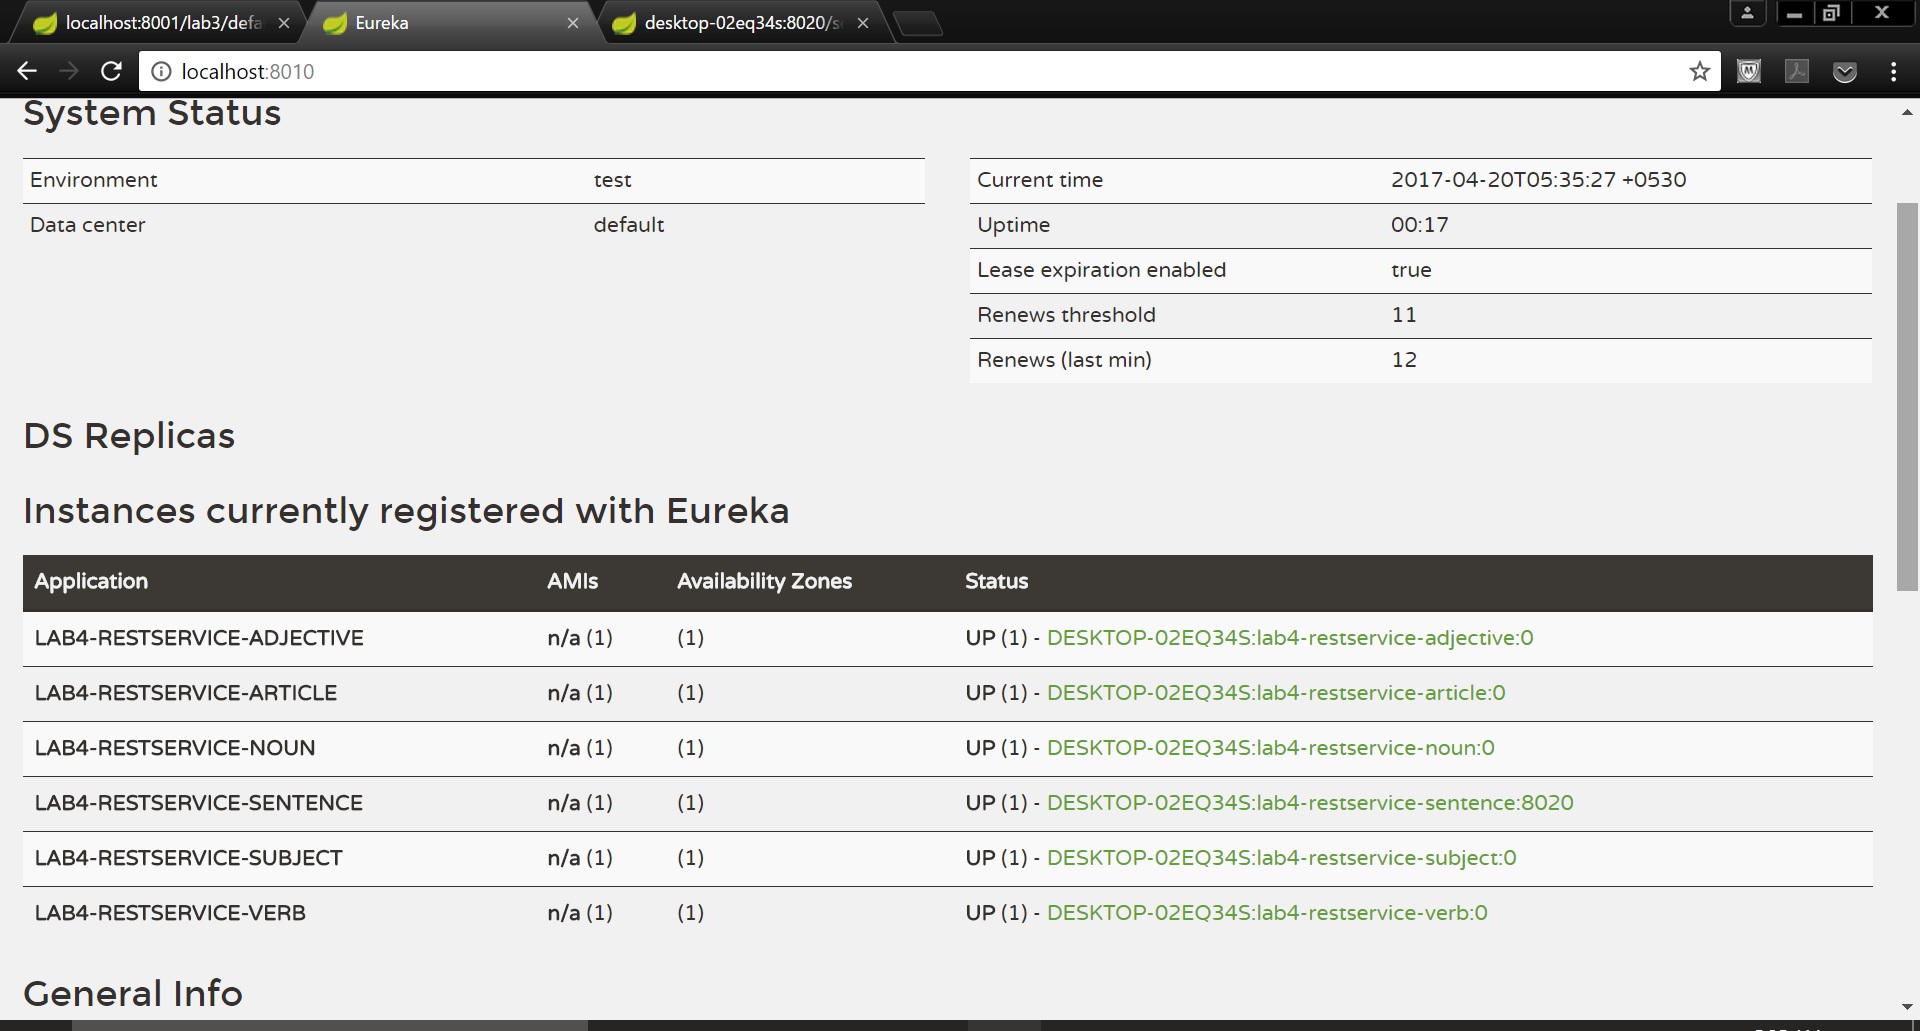 localhost:8001/lab3/defa
Eureka
desktop-02eq34s:8020/s
localhost:8010
System Status
Environment test
Data center default
Current time 2017-04-20T05:35:27 +0530
Uptime 00:17
Lease expiration enabled true
Renews threshold 11
Renews (last min) 12
DS Replicas
Instances currently registered with Eureka
Application AMIs Availability Zones Status
LAB4-RESTSERVICE-ADJECTIVE n/a (1) (1) UP (1) - DESKTOP-02EQ34S:lab4-restservice-adjective:0
LAB4-RESTSERVICE-ARTICLE n/a (1) (1) UP (1) - DESKTOP-02EQ34S:lab4-restservice-article:0
LAB4-RESTSERVICE-NOUN n/a (1) (1) UP (1) - DESKTOP-02EQ34S:lab4-restservice-noun:0
LAB4-RESTSERVICE-SENTENCE n/a (1) (1) UP (1) - DESKTOP-02EQ34S:lab4-restservice-sentence:8020
LAB4-RESTSERVICE-SUBJECT n/a (1) (1) UP (1) - DESKTOP-02EQ34S:lab4-restservice-subject:0
LAB4-RESTSERVICE-VERB n/a (1) (1) UP (1) - DESKTOP-02EQ34S:lab4-restservice-verb:0
General Info